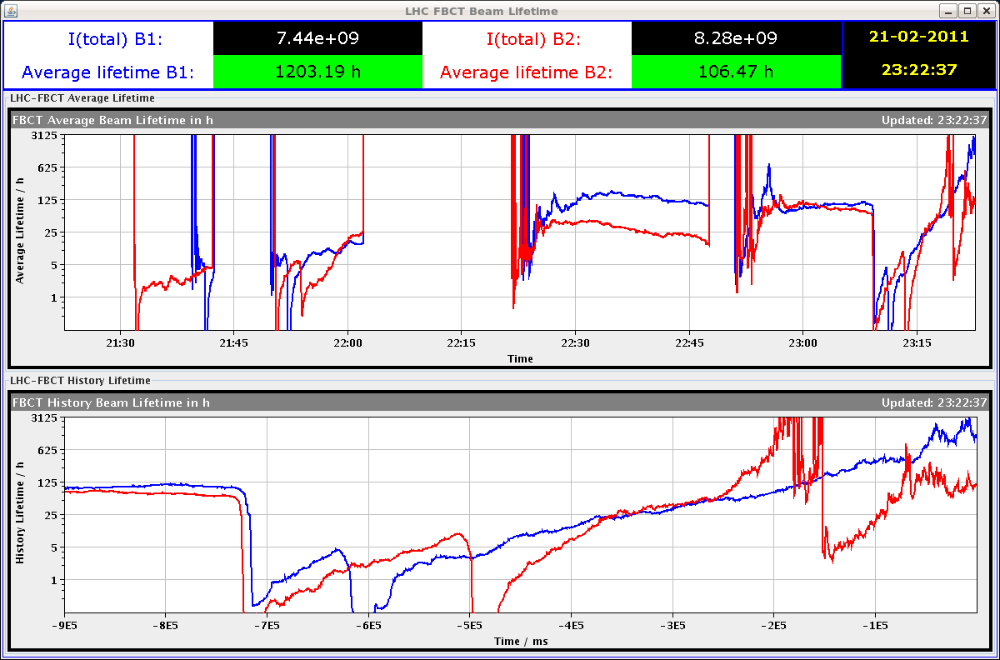 LHC FBCT Beam Lifetime
I(total) B1: 7.44e+09 I(total) B2: 8.28e+09 21-02-2011
Average lifetime B1: 1203.19 h Average lifetime B2: 106.47 h 23:22:37
LHC-FBCT Average Lifetime
FBCT Average Beam Lifetime in h Updated: 23:22:37
Average Lifetime / h
3125
625
125
25
5
1
21:30 21:45 22:00 22:15 22:30 22:45 23:00 23:15
Time
LHC-FBCT History Lifetime
FBCT History Beam Lifetime in h Updated: 23:22:37
History Lifetime / h
3125
625
125
25
5
1
-9E5 -8E5 -7E5 -6E5 -5E5 -4E5 -3E5 -2E5 -1E5
Time / ms